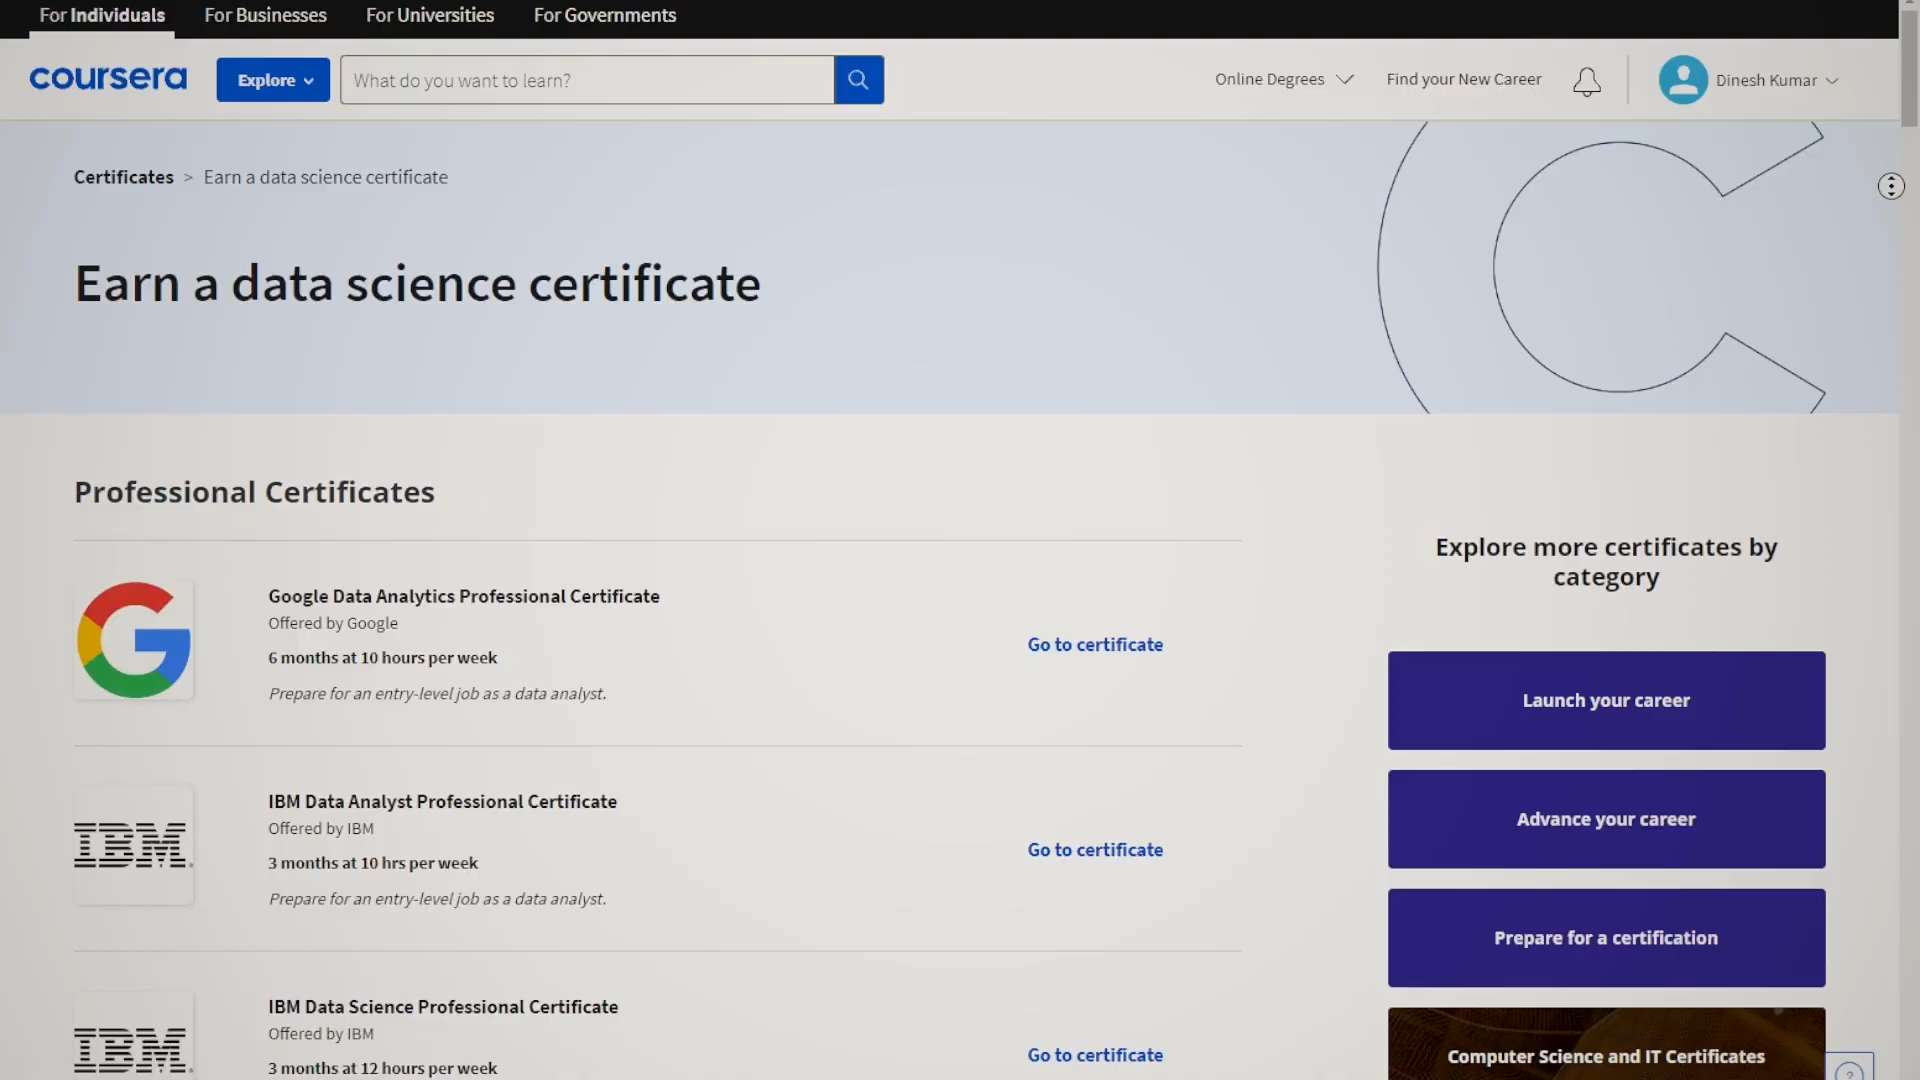 For Individuals
For Businesses
For Universities
For Governments
coursera
Explore
What do you want to learn?
Online Degrees
Find your New Career
Dinesh Kumar
Certificates > Earn a data science certificate
Earn a data science certificate
Professional Certificates
Google Data Analytics Professional Certificate
Offered by Google
6 months at 10 hours per week
Prepare for an entry-level job as a data analyst.
Go to certificate
IBM
IBM Data Analyst Professional Certificate
Offered by IBM
3 months at 10 hrs per week
Prepare for an entry-level job as a data analyst.
Go to certificate
IBM
IBM Data Science Professional Certificate
Offered by IBM
3 months at 12 hours per week
Go to certificate
Explore more certificates by
category
Launch your career
Advance your career
Prepare for a certification
Computer Science and IT Certificates
?